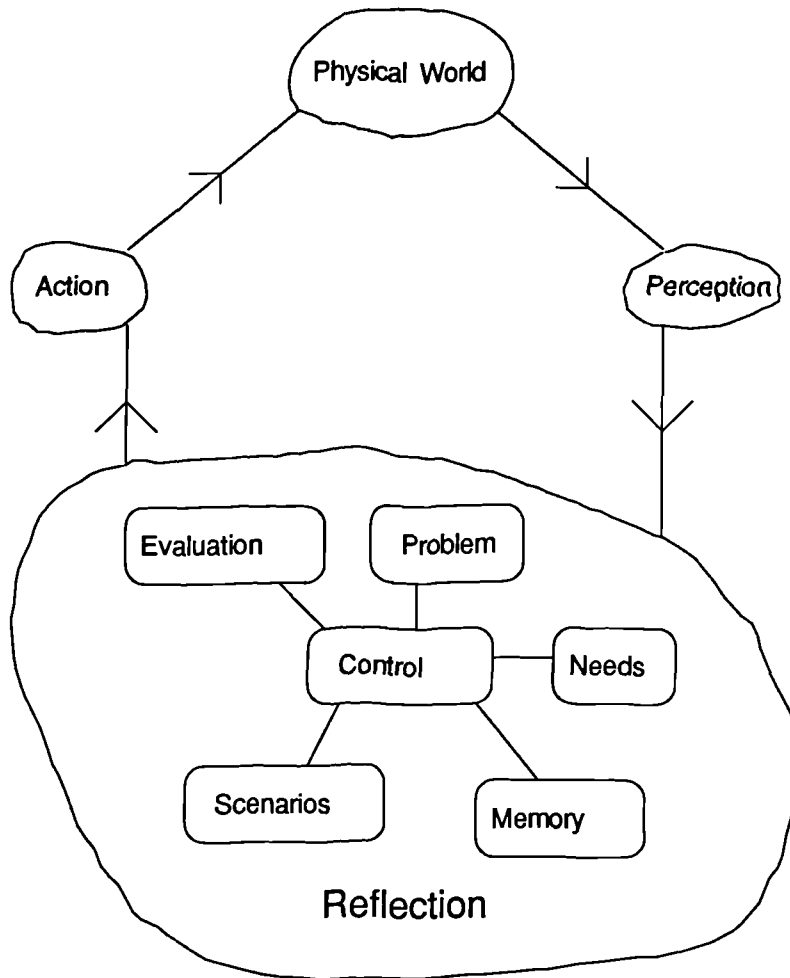 Physical World
Action
Perception
Evaluation
Problem
Control
Needs
Scenarios
Memory
Reflection